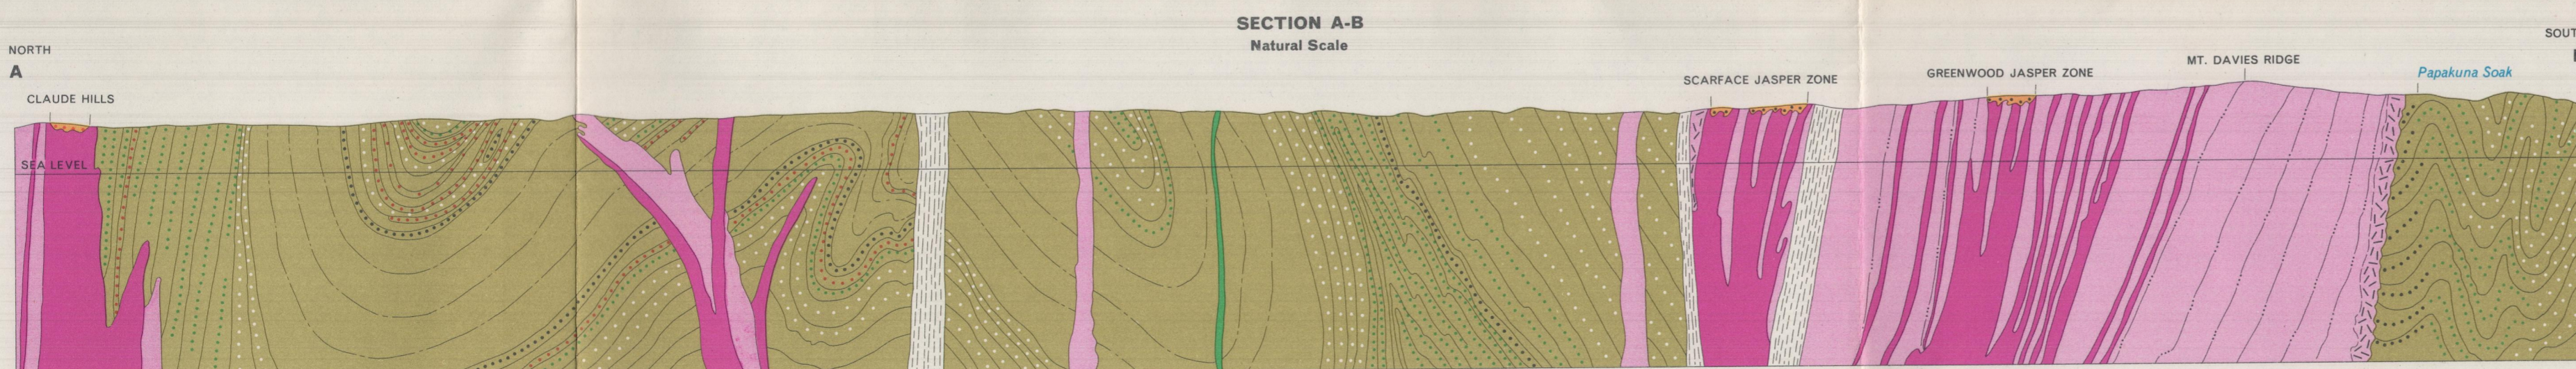 SECTION A-B
Natural Scale
NORTH
A
CLAUDE HILLS
SEA LEVEL
SCARFACE JASPER ZONE
GREENWOOD JASPER ZONE
MT. DAVIES RIDGE
Papakuna Soak
SOUT